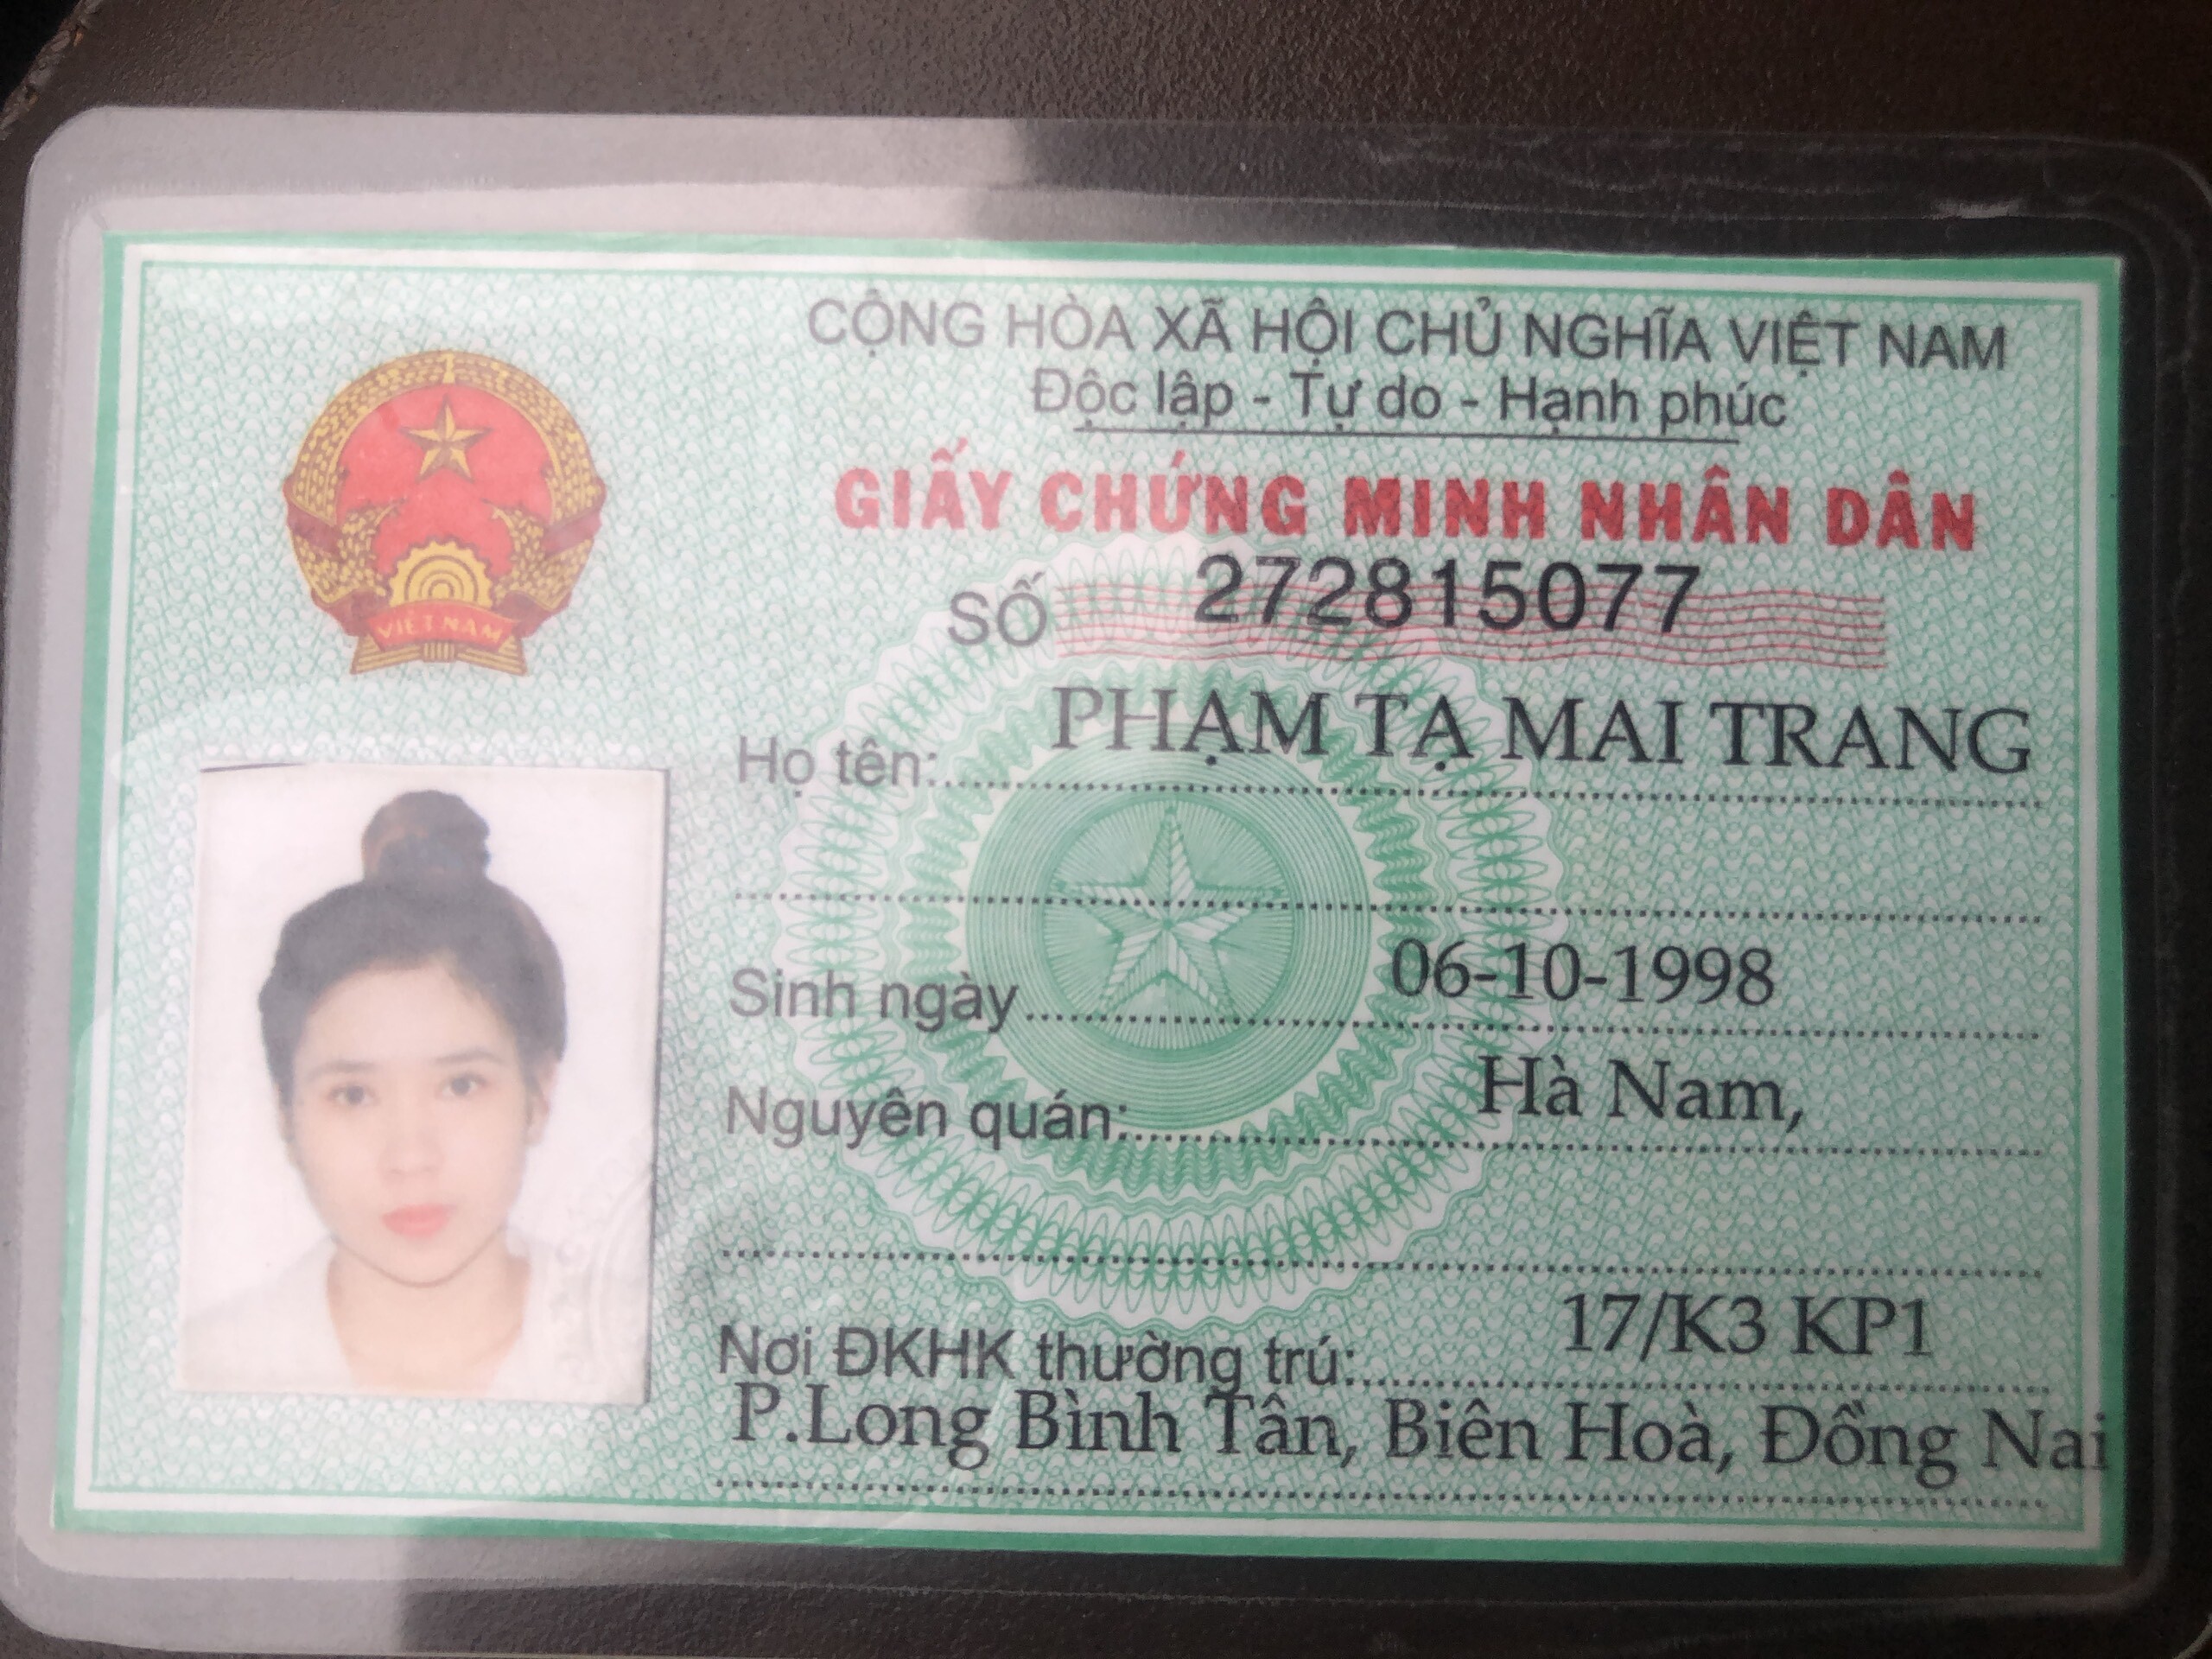 CỘNG HÒA XÃ HỘI CHỦ NGHĨA VIỆT NAM
Độc lập - Tự do - Hạnh phúc
GIẤY CHỨNG MINH NHÂN DÂN
SỐ 272815077
VIET NAM
Họ tên: PHẠM TẠ MAI TRANG
Sinh ngày 06-10-1998
Nguyên quán: Hà Nam,
Nơi ĐKHK thường trú: 17/K3 KP1
P.Long Bình Tân, Biên Hoà, Đồng Nai